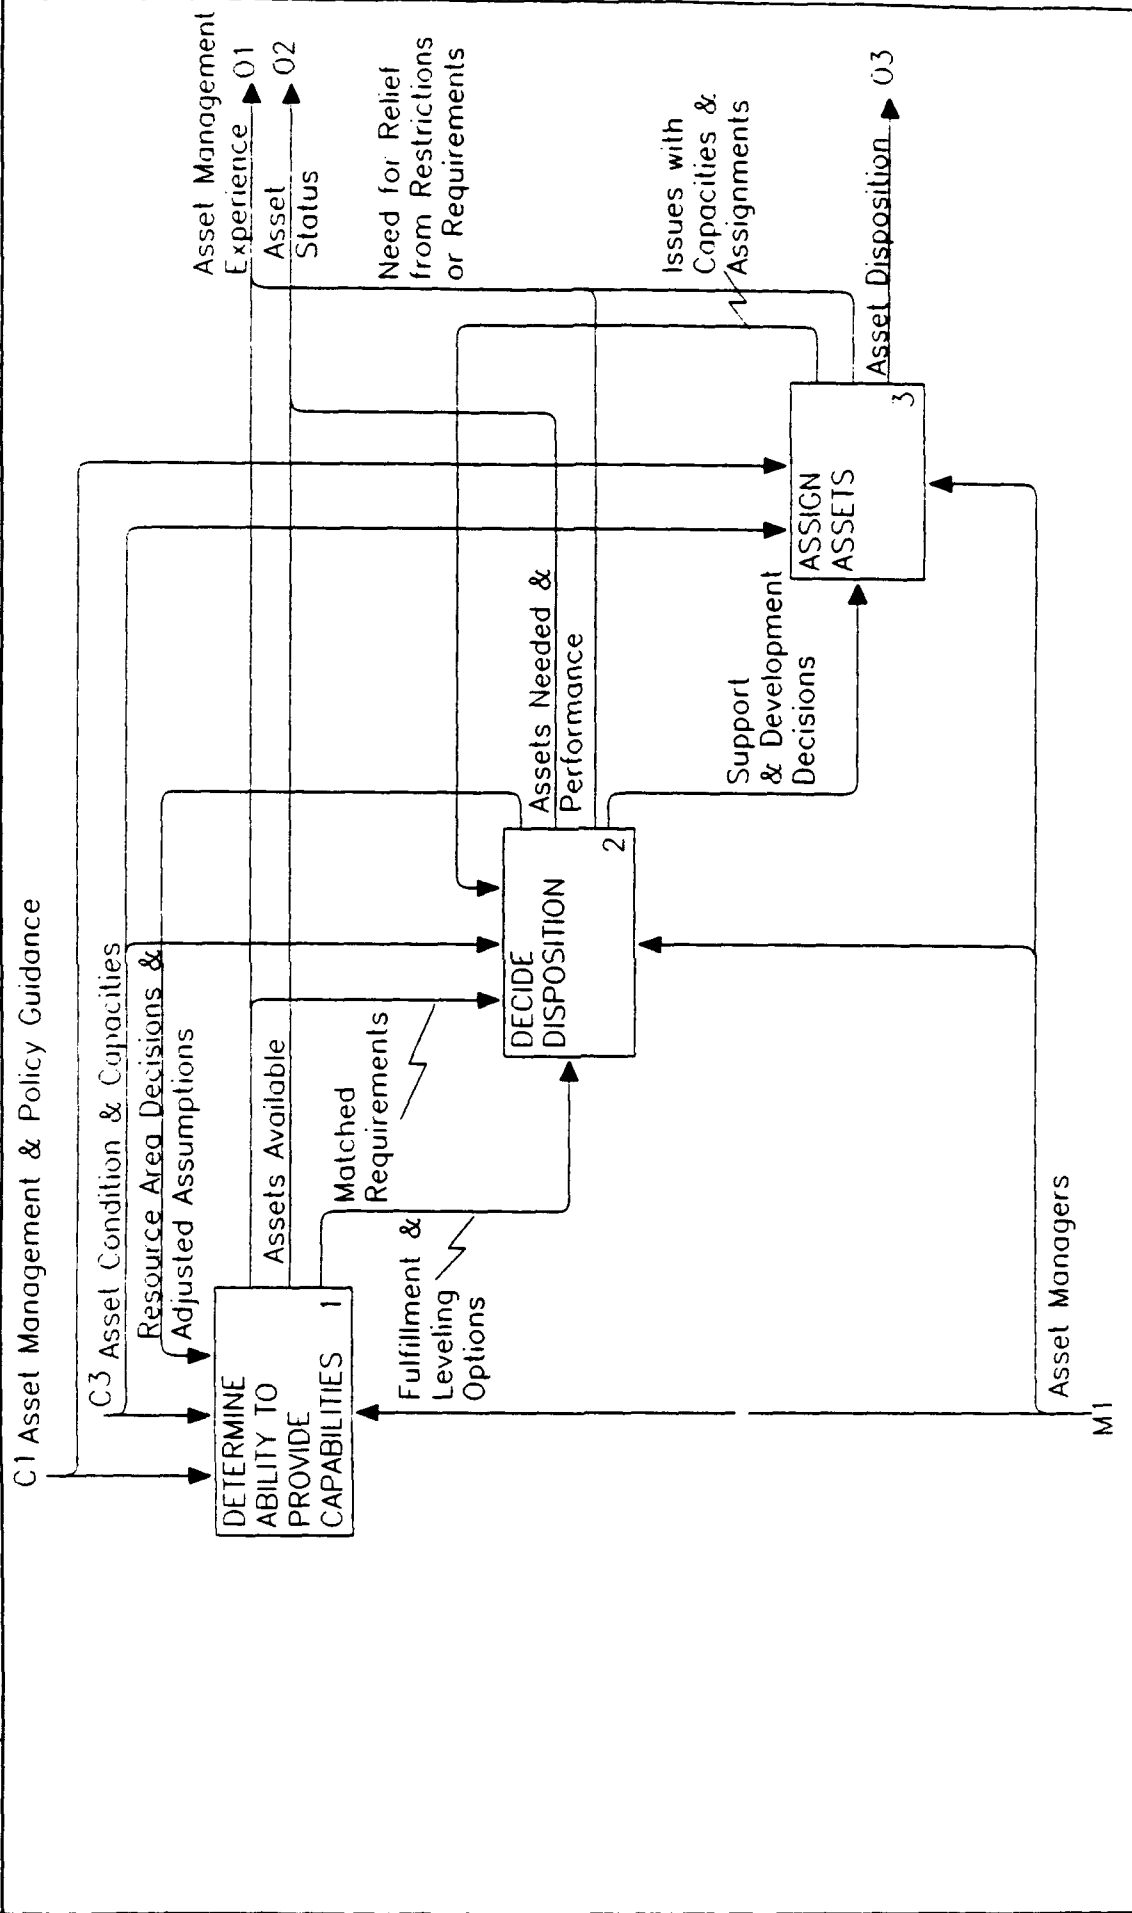 C1 Asset Management & Policy Guidance
C3 Asset Condition & Capacities
Resource Area Decisions &
Adjusted Assumptions
Asset Management
Experience
O1
Asset
Status
O2
Assets Available
DETERMINE
ABILITY TO
PROVIDE
CAPABILITIES
1
Matched
Requirements
Fulfillment &
Leveling
Options
Need for Relief
from Restrictions
or Requirements
DECIDE
DISPOSITION
2
Assets Needed &
Performance
Issues with
Capacities &
Assignments
Support
& Development
Decisions
ASSIGN
ASSETS
3
Asset Disposition
O3
Asset Managers
M1